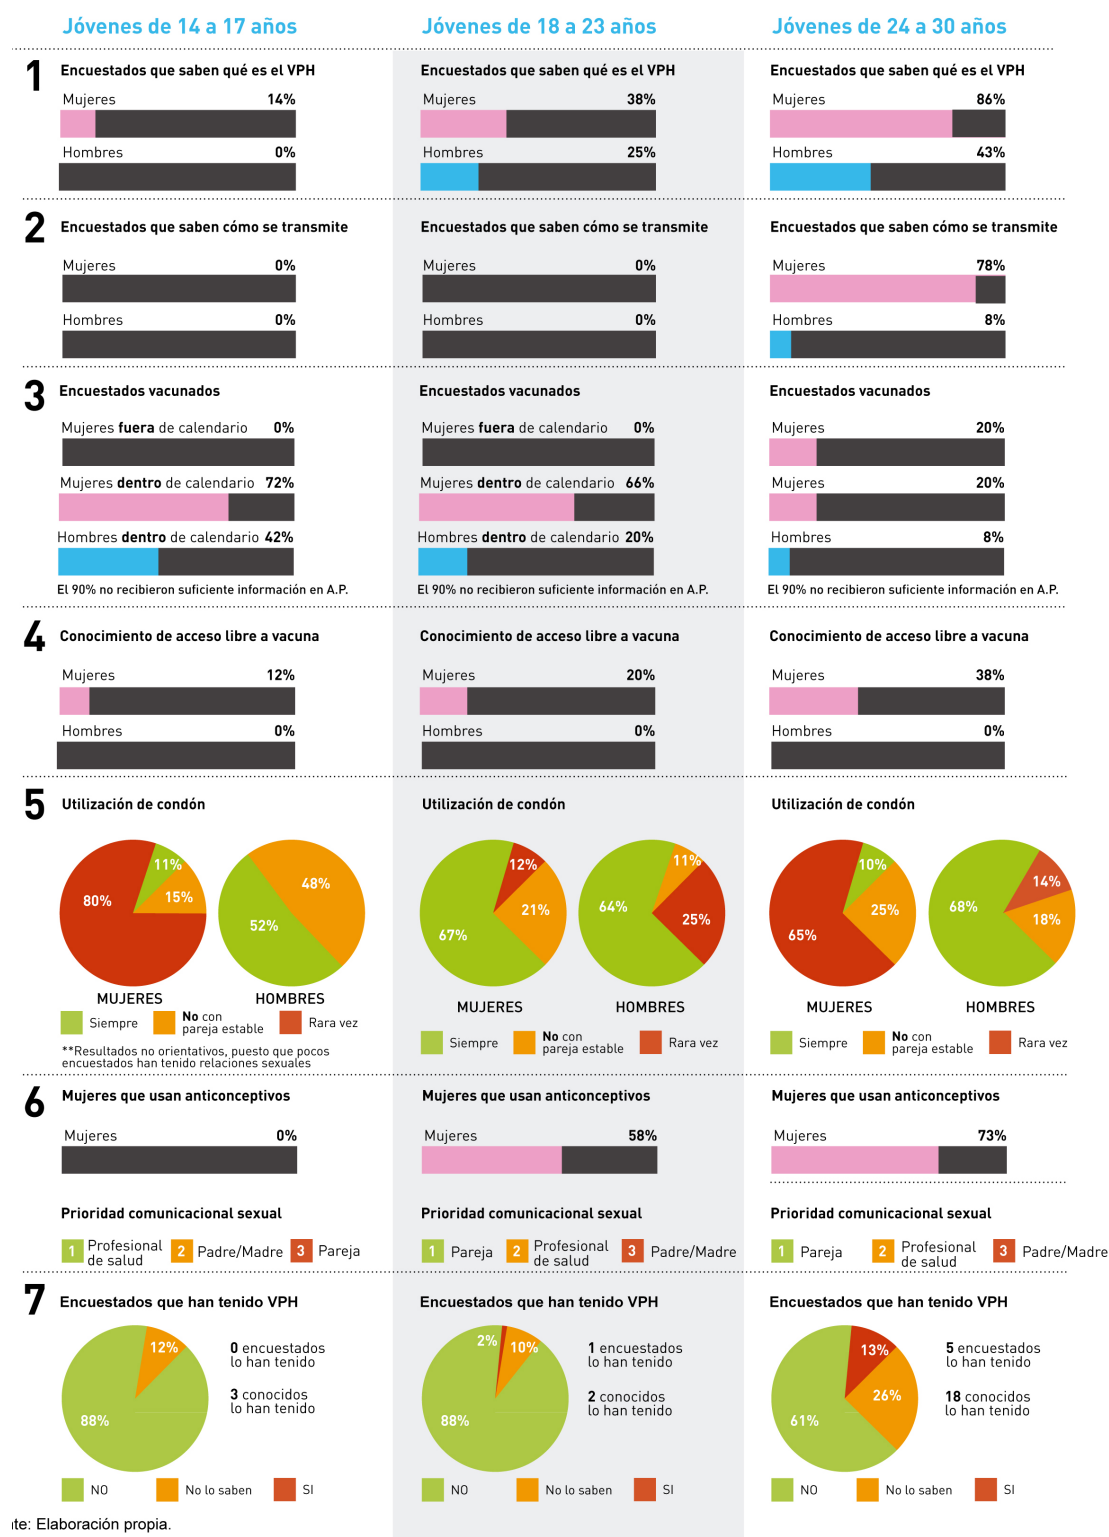 Jóvenes de 14 a 17 años
Jóvenes de 18 a 23 años
Jóvenes de 24 a 30 años
1
Encuestados que saben qué es el VPH
Mujeres 14%
Hombres 0%
Encuestados que saben qué es el VPH
Mujeres 38%
Hombres 25%
Encuestados que saben qué es el VPH
Mujeres 86%
Hombres 43%
2
Encuestados que saben cómo se transmite
Mujeres 0%
Hombres 0%
Encuestados que saben cómo se transmite
Mujeres 0%
Hombres 0%
Encuestados que saben cómo se transmite
Mujeres 78%
Hombres 8%
3
Encuestados vacunados
Mujeres fuera de calendario 0%
Mujeres dentro de calendario 72%
Hombres dentro de calendario 42%
El 90% no recibieron suficiente información en A.P.
Encuestados vacunados
Mujeres fuera de calendario 0%
Mujeres dentro de calendario 66%
Hombres dentro de calendario 20%
El 90% no recibieron suficiente información en A.P.
Encuestados vacunados
Mujeres 20%
Mujeres 20%
Hombres 8%
El 90% no recibieron suficiente información en A.P.
4
Conocimiento de acceso libre a vacuna
Mujeres 12%
Hombres 0%
Conocimiento de acceso libre a vacuna
Mujeres 20%
Hombres 0%
Conocimiento de acceso libre a vacuna
Mujeres 38%
Hombres 0%
5
Utilización de condón
11%
80%
15%
48%
52%
MUJERES
HOMBRES
Siempre
No con
pareja estable
Rara vez
**Resultados no orientativos, puesto que pocos
encuestados han tenido relaciones sexuales
Utilización de condón
12%
21%
67%
11%
64%
25%
MUJERES
HOMBRES
Siempre
No con
pareja estable
Rara vez
Utilización de condón
10%
25%
65%
14%
68%
18%
MUJERES
HOMBRES
Siempre
No con
pareja estable
Rara vez
6
Mujeres que usan anticonceptivos
Mujeres 0%
Mujeres que usan anticonceptivos
Mujeres 58%
Mujeres que usan anticonceptivos
Mujeres 73%
Prioridad comunicacional sexual
1 Profesional
de salud
2 Padre/Madre
3 Pareja
Prioridad comunicacional sexual
1 Pareja
2 Profesional
de salud
3 Padre/Madre
Prioridad comunicacional sexual
1 Pareja
2 Profesional
de salud
3 Padre/Madre
7
Encuestados que han tenido VPH
12%
88%
0 encuestados
lo han tenido
3 conocidos
lo han tenido
NO
No lo saben
SI
Encuestados que han tenido VPH
2%
10%
88%
1 encuestados
lo han tenido
2 conocidos
lo han tenido
NO
No lo saben
SI
Encuestados que han tenido VPH
13%
26%
61%
5 encuestados
lo han tenido
18 conocidos
lo han tenido
NO
No lo saben
SI
te: Elaboración propia.